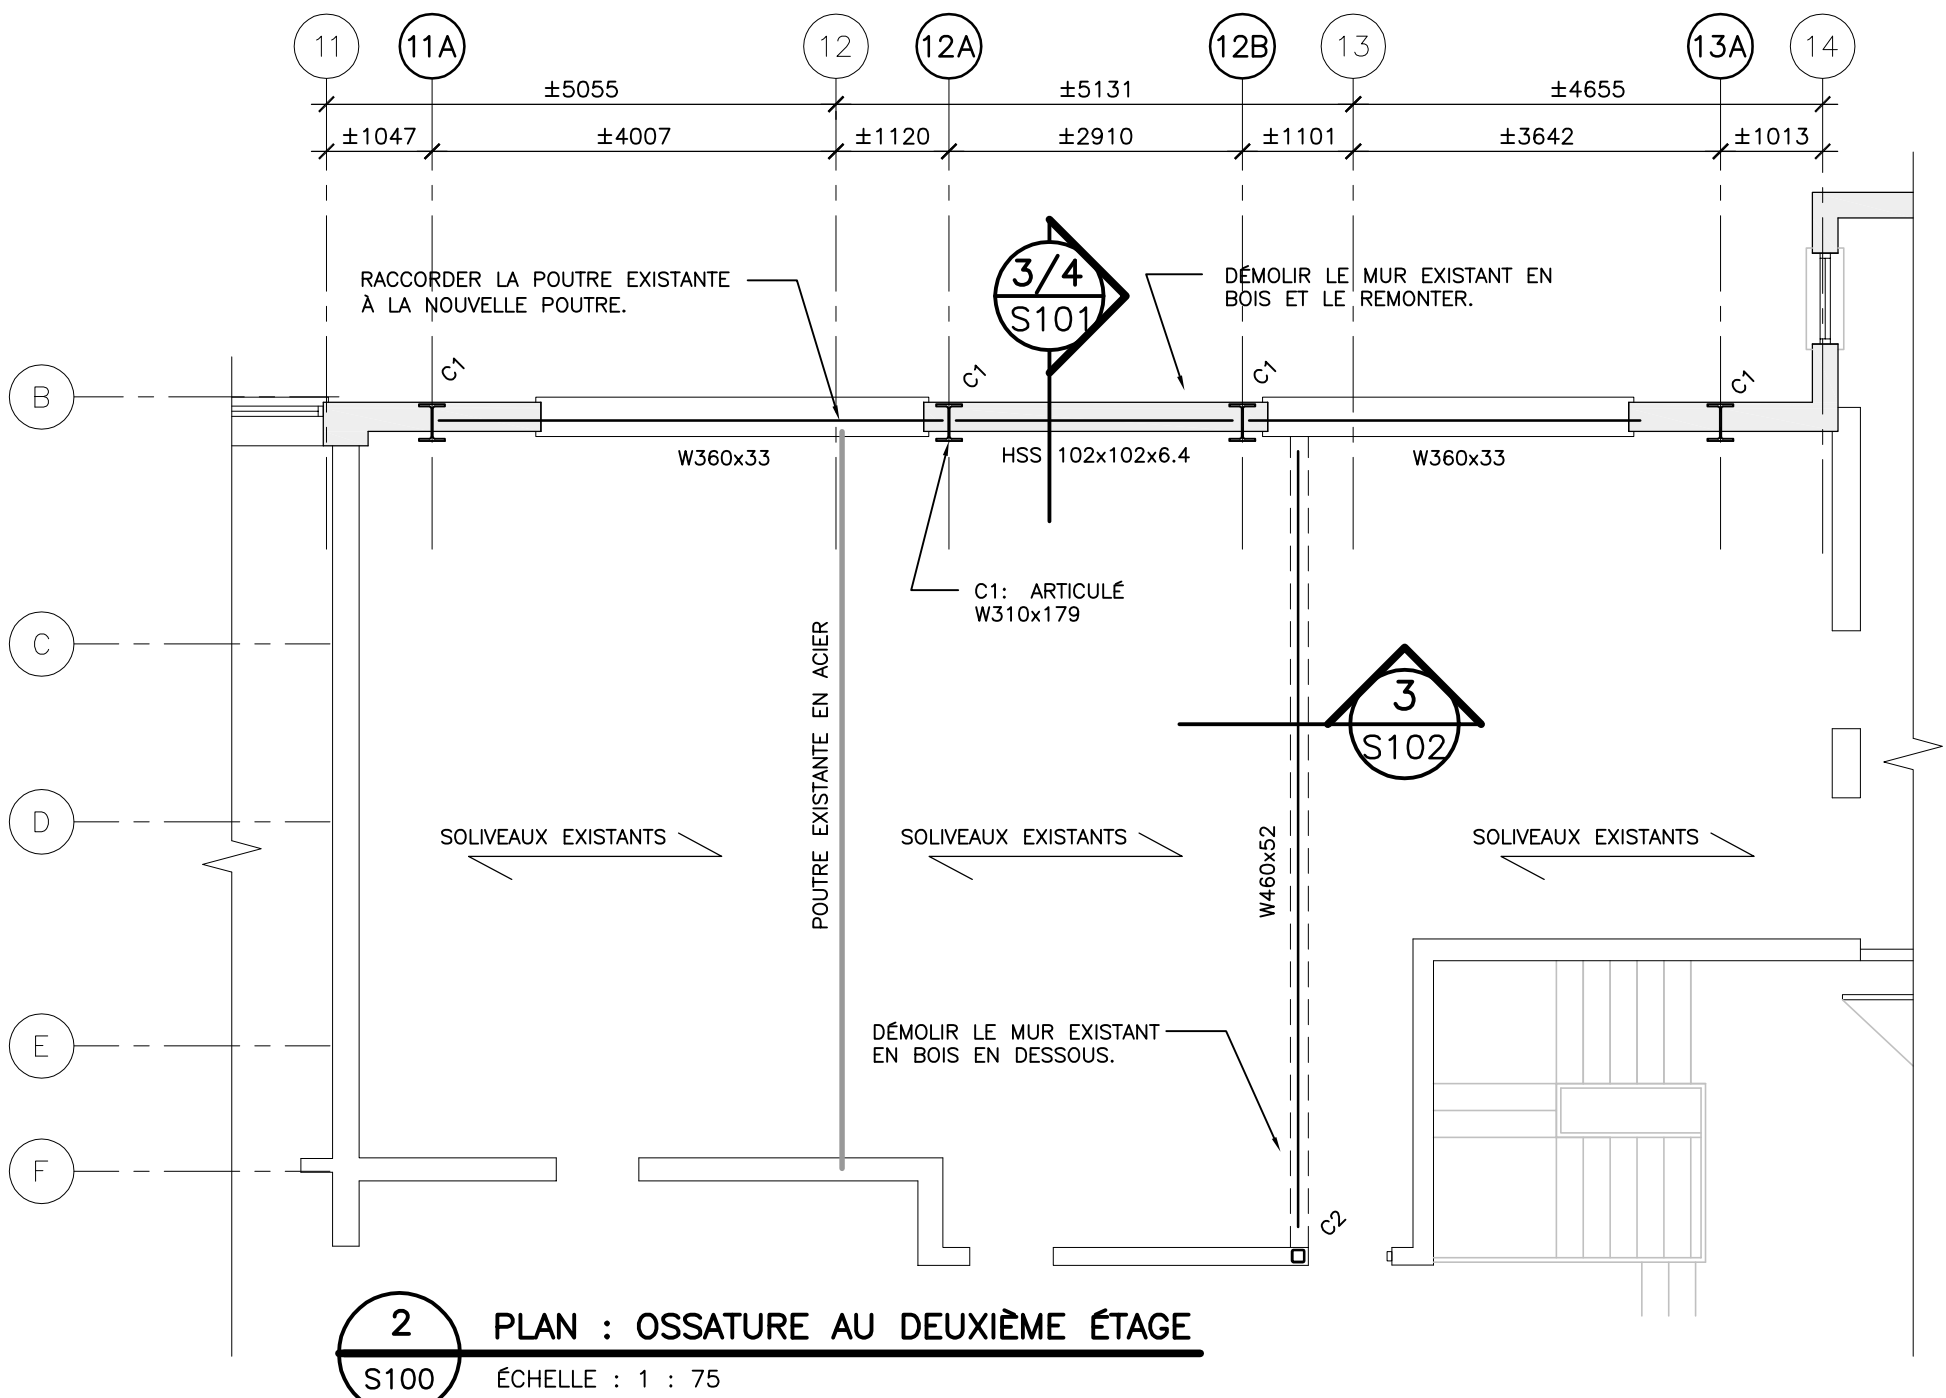 11 11A 12 12A 12B 13 13A 14
±5055 ±5131 ±4655
±1047 ±4007 ±1120 ±2910 ±1101 ±3642 ±1013
RACCORDER LA POUTRE EXISTANTE
À LA NOUVELLE POUTRE.
3/4
S101
DÉMOLIR LE MUR EXISTANT EN
BOIS ET LE REMONTER.
B
C1 C1 C1 C1
W360x33 HSS 102x102x6.4 W360x33
C1: ARTICULÉ
W310x179
C
POUTRE EXISTANTE EN ACIER
3
S102
D
SOLIVEAUX EXISTANTS SOLIVEAUX EXISTANTS SOLIVEAUX EXISTANTS
W460x52
E
DÉMOLIR LE MUR EXISTANT
EN BOIS EN DESSOUS.
F
C2
2
S100
PLAN : OSSATURE AU DEUXIÈME ÉTAGE
ÉCHELLE : 1 : 75